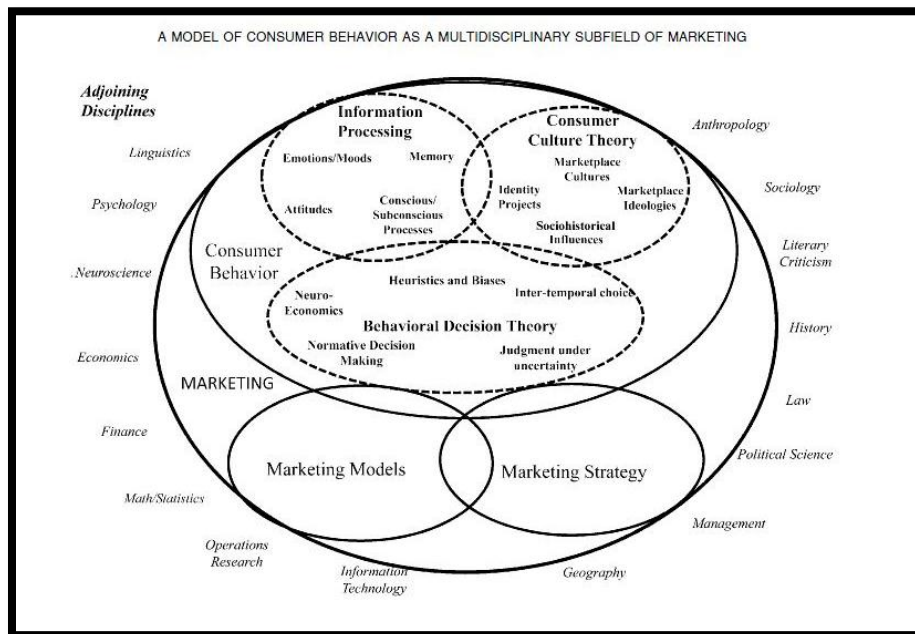 A MODEL OF CONSUMER BEHAVIOR AS A MULTIDISCIPLINARY SUBFIELD OF MARKETING
Adjoining
Disciplines
Linguistics
Psychology
.Neuroscience
Economics
Finance
Math/Statistics
Operations
Research
Information
Technology
Geography
Management
Political Science
Law
History
Literary
Criticism
Sociology
Anthropology
Information
Processing
Emotions/Moods
Memory
Attitudes
Conscious/
Subconscious
Processes
Consumer
Culture Theory
Marketplace
Cultures
Identity
Projects
Marketplace
Ideologies
Sociohistorical
Influences
Consumer
Behavior
Heuristics and Biases
Neuro-
Economics
Inter-temporal choice
Behavioral Decision Theory
Normative Decision
Making
Judgment under
uncertainty
MARKETING
Marketing Models
Marketing Strategy